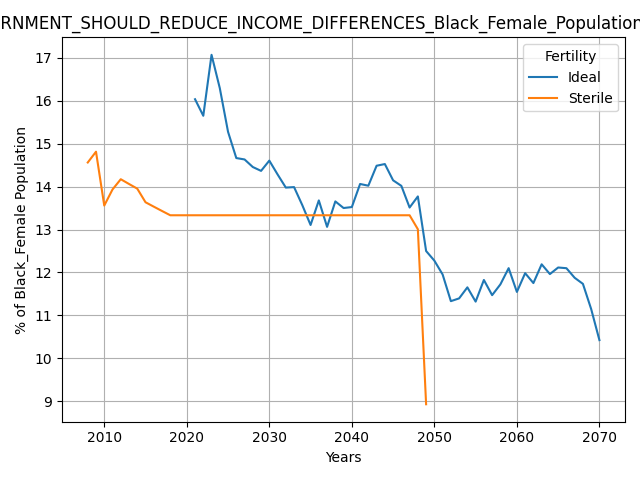 RNMENT_SHOULD_REDUCE_INCOME_DIFFERENCES_Black_Female_Population
17
16
15
14
13
12
11
10
9
% of Black_Female Population
Fertility
Ideal
Sterile
2010 2020 2030 2040 2050 2060 2070
Years